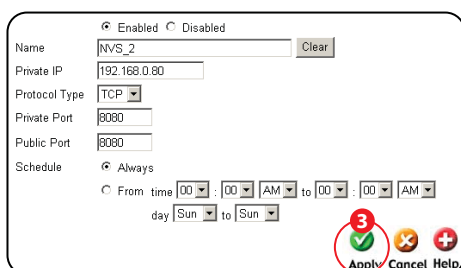 Enabled Disabled
Name NVS_2 Clear
Private IP 192.168.0.80
Protocol Type TCP
Private Port 8080
Public Port 8080
Schedule Always
From time 00 : 00 AM to 00 : 00 AM
day Sun to Sun
3
Apply Cancel Help